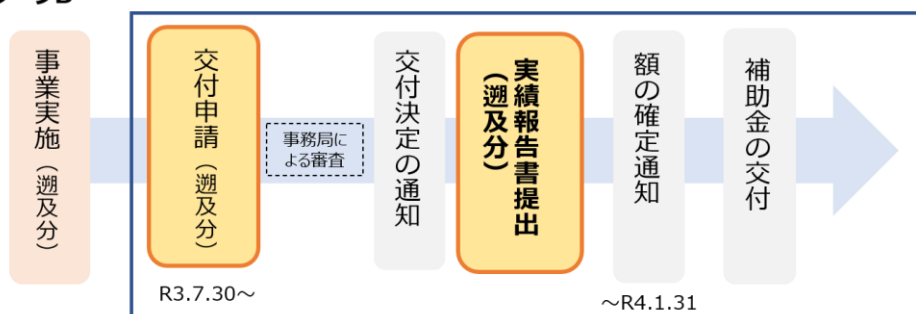 事業実施（遡及分）
交付申請（遡及分）
事務局に
よる審査
交付決定の通知
実績報告書提出
（遡及分）
額の確定通知
補助金の交付
R3.7.30～
～R4.1.31